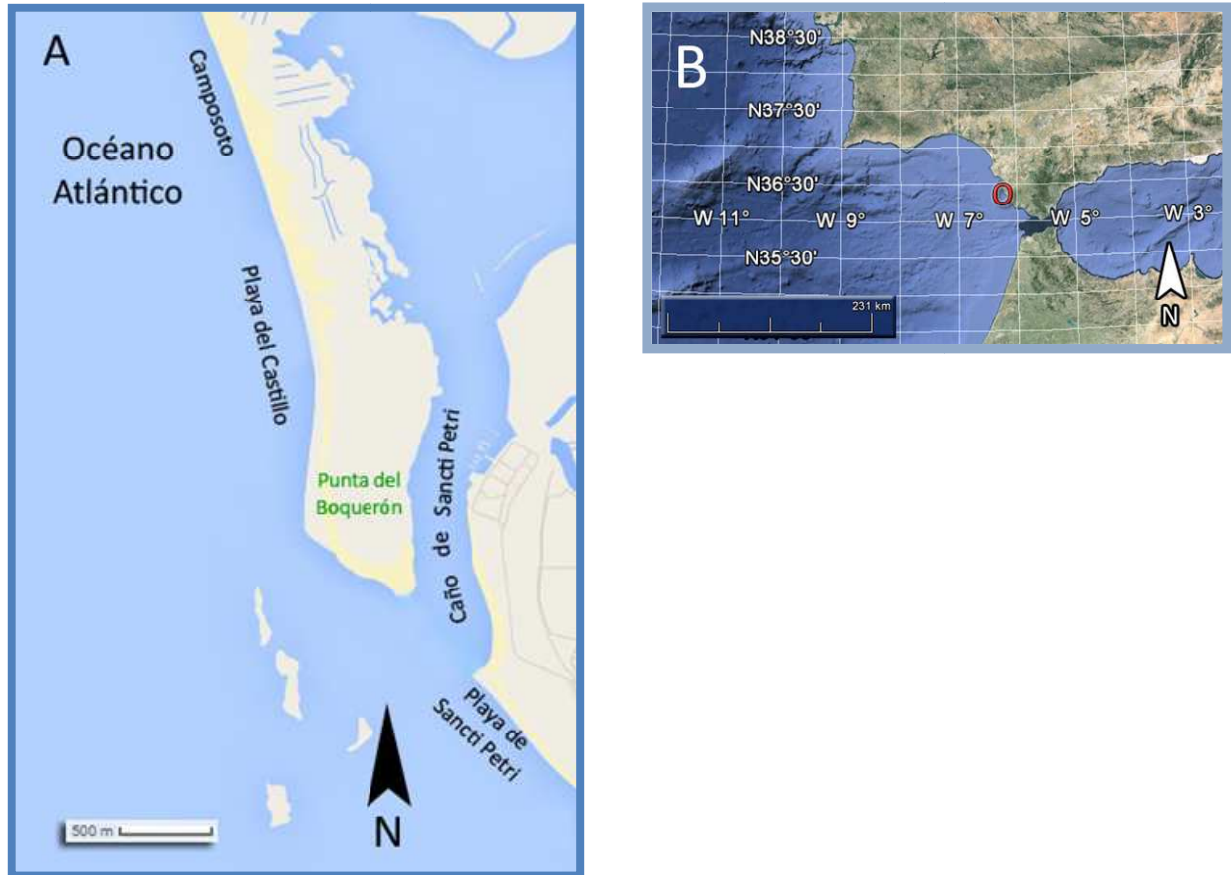 A
Océano
Atlántico
Camposoto
Playa del Castillo
Punta del
Boquerón
Caño de Sancti Petri
Playa de
Sancti Petri
500 m
N
B
N38°30'
N37°30'
N36°30'
O
W 11°
W 9°
W 7°
W 5°
W 3°
N35°30'
231 km
N